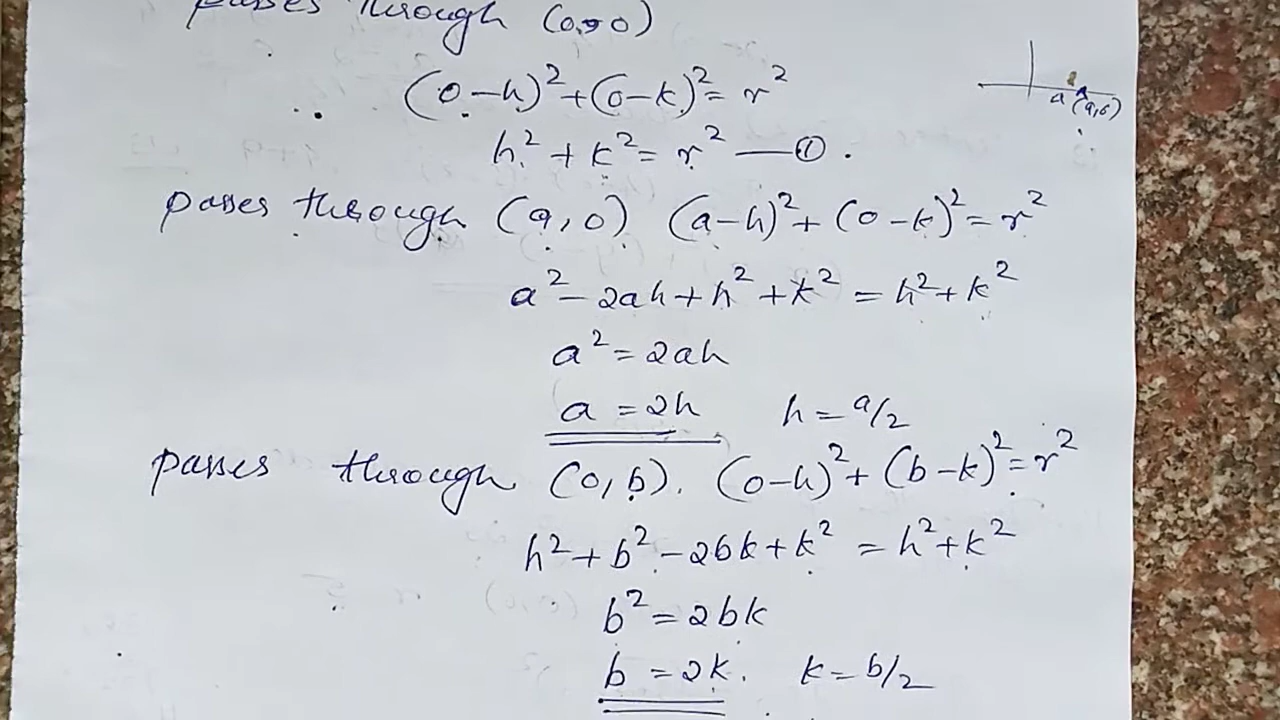 passes through (0,0)
(0-h)²+(0-k)²= r²
h²+k²= r² —①.
a (a,0)
passes through (a,0) (a-h)²+(0-k)²= r²
a²-2ah+h²+k² = h²+k²
a²=2ah
a =2h h = a/2
passes through (0,b). (0-h)²+(b-k)²=r²
h²+b²-2bk+k² = h²+k²
b²=2bk
b =2k. k = b/2